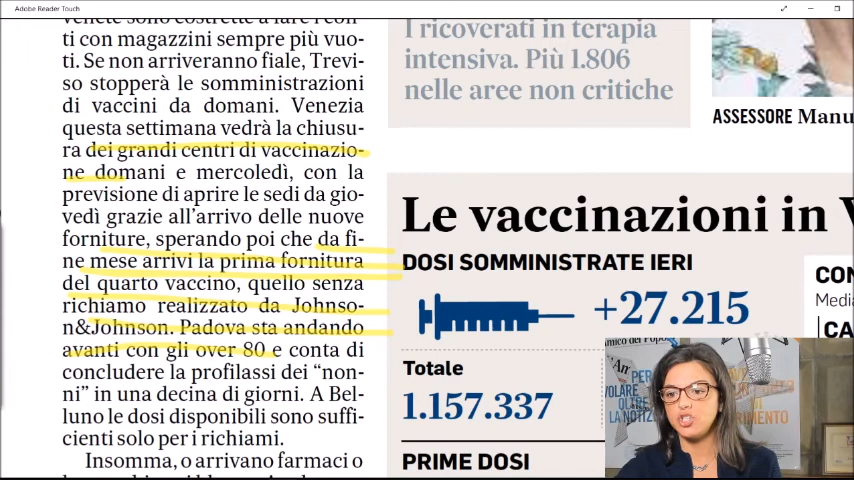 Adobe Reader Touch
venete sono costrette a fare i con-
ti con magazzini sempre più vuo-
ti. Se non arriveranno fiale, Trevi-
so stopperà le somministrazioni
di vaccini da domani. Venezia
questa settimana vedrà la chiusu-
ra dei grandi centri di vaccinazio-
ne domani e mercoledì, con la
previsione di aprire le sedi da gio-
vedì grazie all'arrivo delle nuove
forniture, sperando poi che da fi-
ne mese arrivi la prima fornitura
del quarto vaccino, quello senza
richiamo realizzato da Johnso-
n&Johnson. Padova sta andando
avanti con gli over 80 e conta di
concludere la profilassi dei "non-
ni" in una decina di giorni. A Bel-
luno le dosi disponibili sono suffi-
cienti solo per i richiami.
Insomma, o arrivano farmaci o
I ricoverati in terapia
intensiva. Più 1.806
nelle aree non critiche
ASSESSORE Manu
Le vaccinazioni in V
DOSI SOMMINISTRATE IERI
+27.215
Totale
1.157.337
PRIME DOSI
CON
Media
CA
PER
VOLARE
OLTRE
LA NOTIZIA